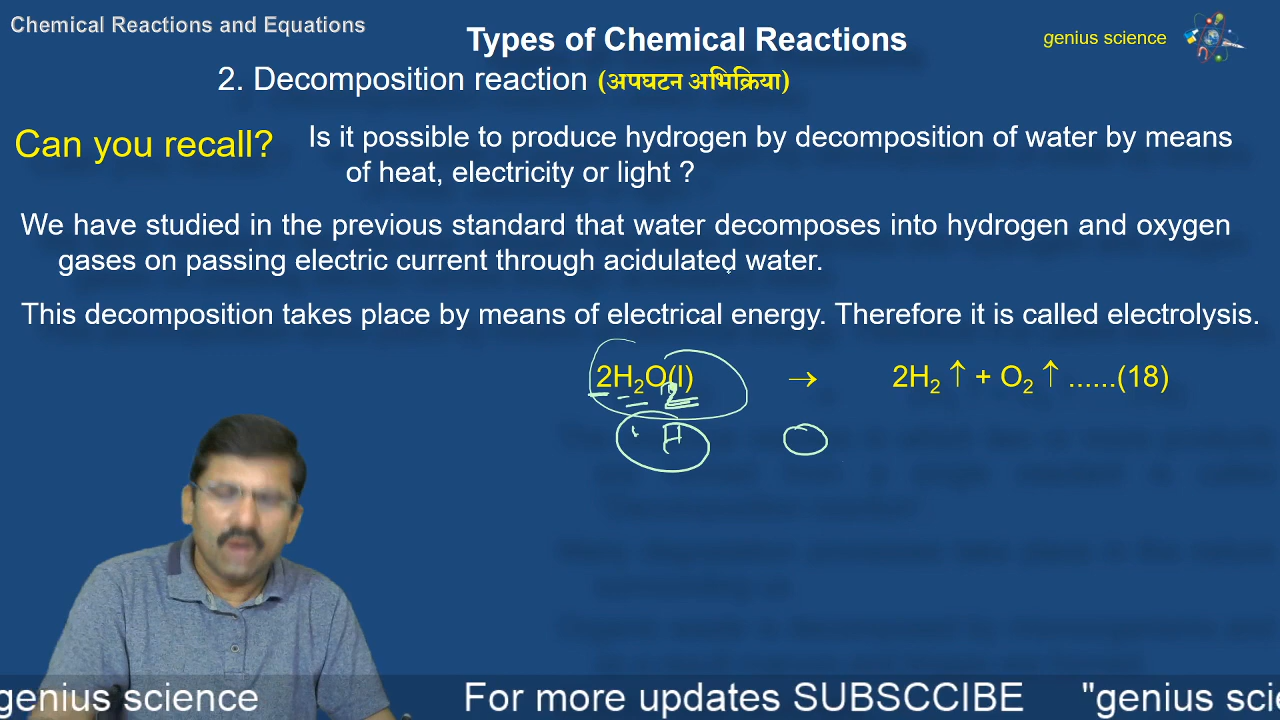 Chemical Reactions and Equations
Types of Chemical Reactions
genius science
2. Decomposition reaction (अपघटन अभिक्रिया)
Can you recall?
Is it possible to produce hydrogen by decomposition of water by means
of heat, electricity or light ?
We have studied in the previous standard that water decomposes into hydrogen and oxygen
gases on passing electric current through acidulated water.
This decomposition takes place by means of electrical energy. Therefore it is called electrolysis.
2H₂O(l) → 2H₂ ↑ + O₂ ↑ ......(18)
2
H
genius science For more updates SUBSCCIBE "genius sci